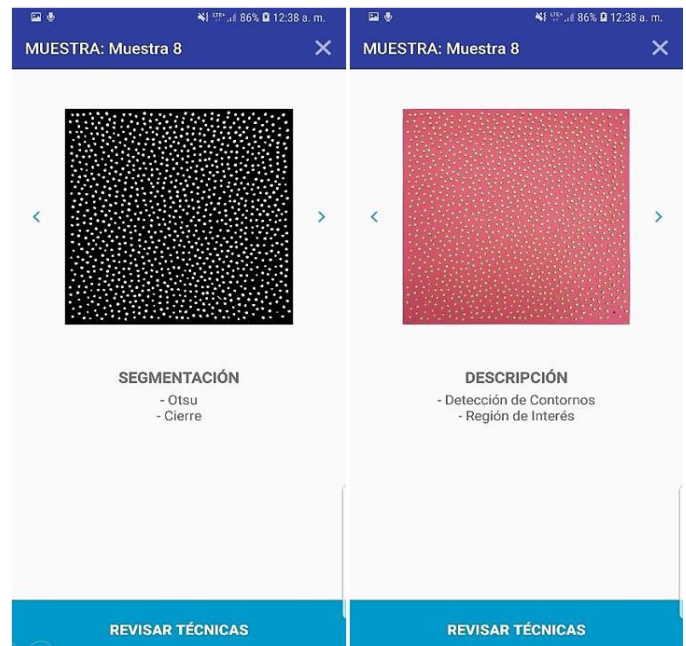 86% 12:38 a. m.
MUESTRA: Muestra 8
SEGMENTACIÓN
- Otsu
- Cierre
REVISAR TÉCNICAS
86% 12:38 a. m.
MUESTRA: Muestra 8
DESCRIPCIÓN
- Detección de Contornos
- Región de Interés
REVISAR TÉCNICAS